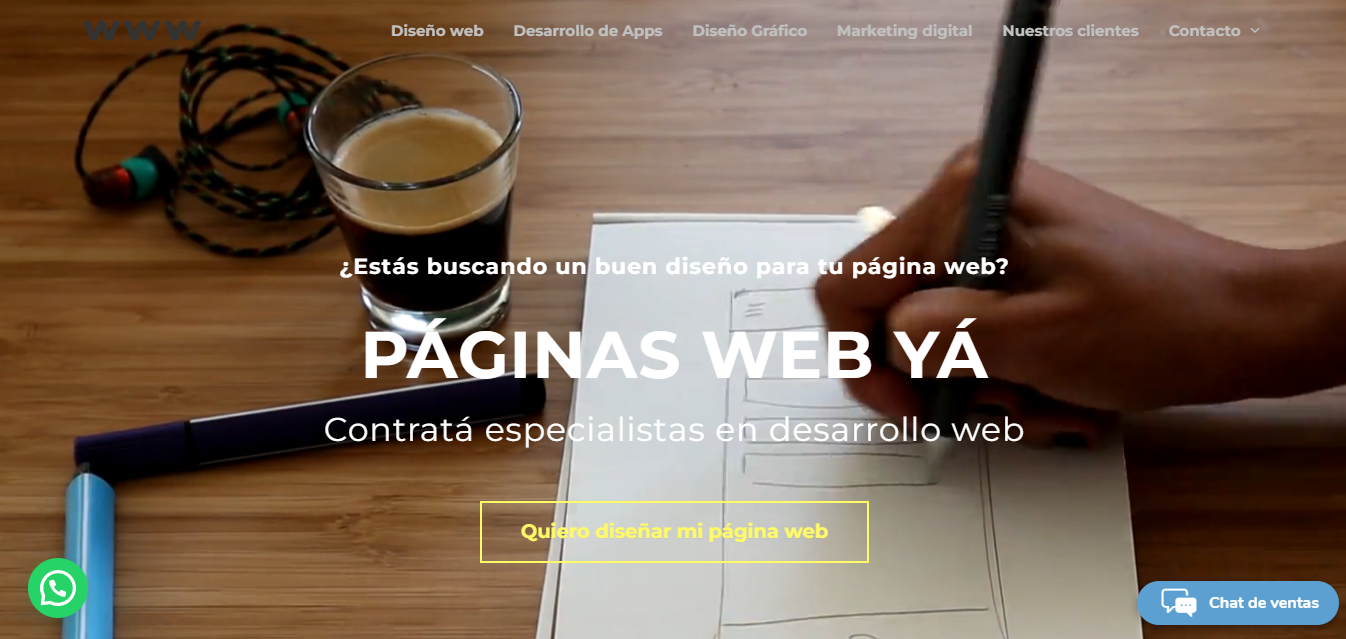 WWW
Diseño web
Desarrollo de Apps
Diseño Gráfico
Marketing digital
Nuestros clientes
Contacto
¿Estás buscando un buen diseño para tu página web?
PÁGINAS WEB YÁ
Contratá especialistas en desarrollo web
Quiero diseñar mi página web
Chat de ventas